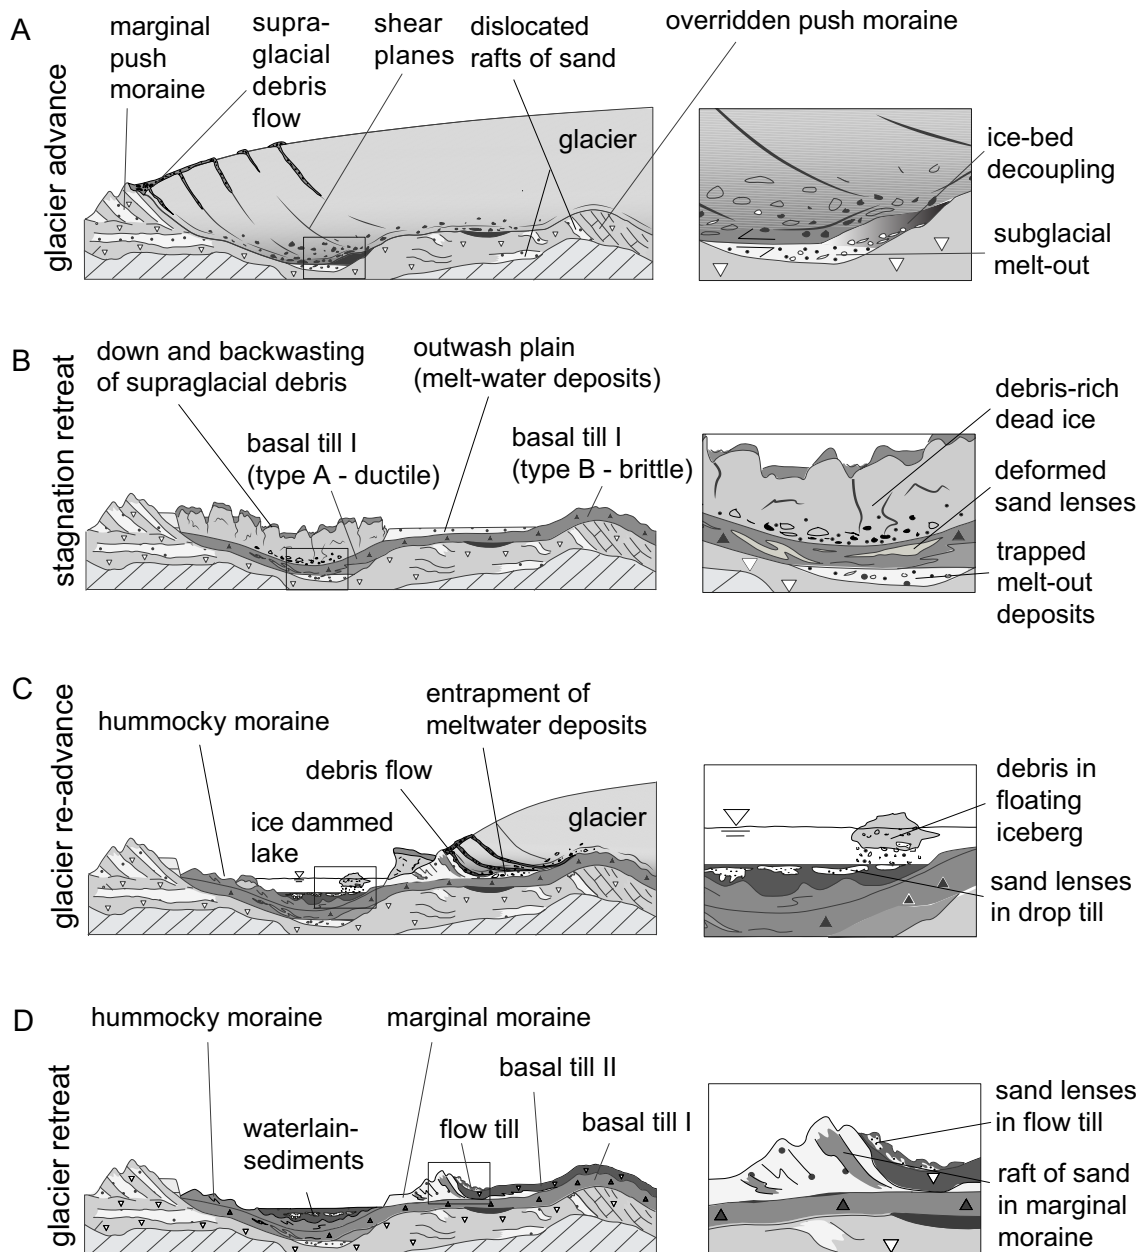 A
glacier advance
marginal
push
moraine
supra-
glacial
debris
flow
shear
planes
dislocated
rafts of sand
overridden push moraine
glacier
ice-bed
decoupling
subglacial
melt-out
B
stagnation retreat
down and backwasting
of supraglacial debris
outwash plain
(melt-water deposits)
basal till I
(type A - ductile)
basal till I
(type B - brittle)
debris-rich
dead ice
deformed
sand lenses
trapped
melt-out
deposits
C
glacier re-advance
hummocky moraine
entrapment of
meltwater deposits
debris flow
ice dammed
lake
glacier
debris in
floating
iceberg
sand lenses
in drop till
D
glacier retreat
hummocky moraine
marginal moraine
basal till II
waterlain-
sediments
flow till
basal till I
sand lenses
in flow till
raft of sand
in marginal
moraine